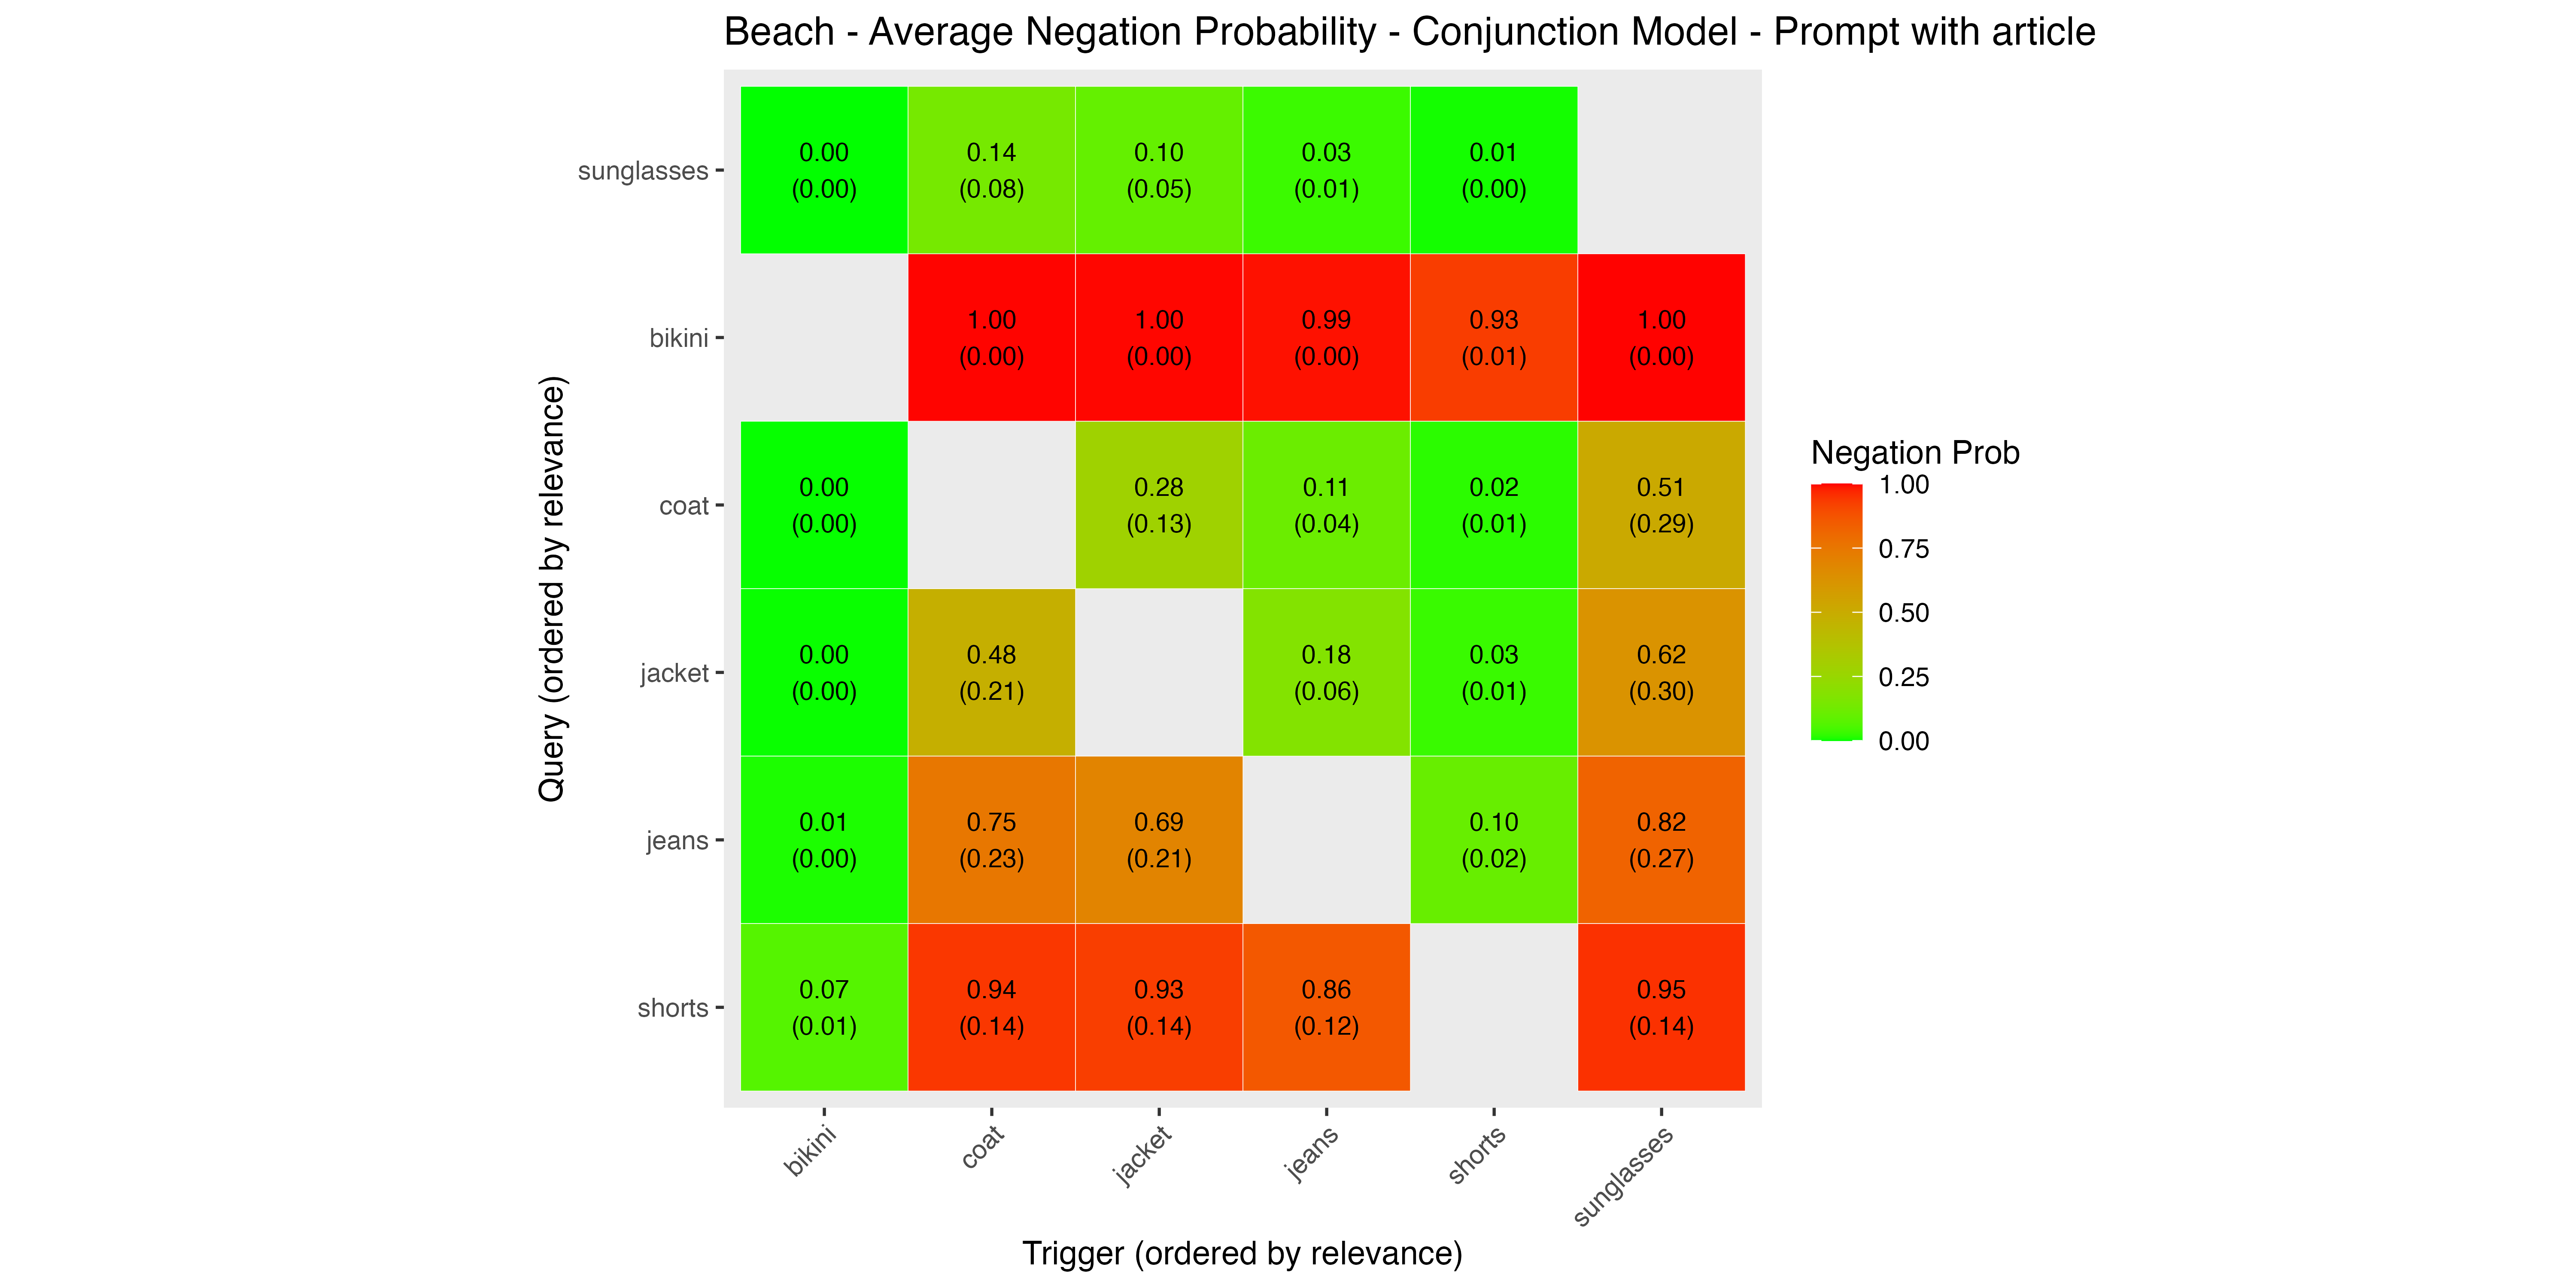 Beach - Average Negation Probability - Conjunction Model - Prompt with article
Query (ordered by relevance)
sunglasses
0.00 0.14 0.10 0.03 0.01
(0.00) (0.08) (0.05) (0.01) (0.00)
bikini
1.00 1.00 0.99 0.93 1.00
(0.00) (0.00) (0.00) (0.01) (0.00)
coat
0.00 0.28 0.11 0.02 0.51
(0.00) (0.13) (0.04) (0.01) (0.29)
jacket
0.00 0.48 0.18 0.03 0.62
(0.00) (0.21) (0.06) (0.01) (0.30)
jeans
0.01 0.75 0.69 0.10 0.82
(0.00) (0.23) (0.21) (0.02) (0.27)
shorts
0.07 0.94 0.93 0.86 0.95
(0.01) (0.14) (0.14) (0.12) (0.14)
bikini coat jacket jeans shorts sunglasses
Trigger (ordered by relevance)
Negation Prob
1.00
0.75
0.50
0.25
0.00